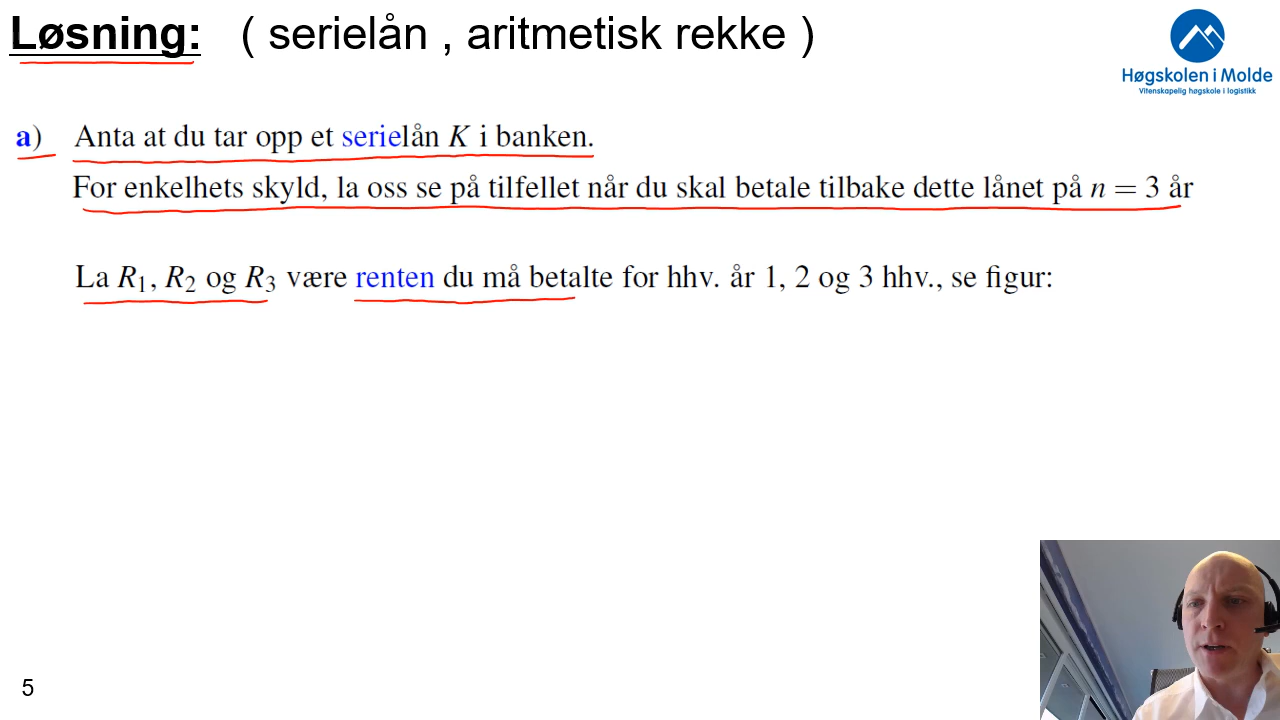 Løsning: ( serielån , aritmetisk rekke )
Høgskolen i Molde
Vitenskapelig høgskole i logistikk
a) Anta at du tar opp et serielån K i banken.
For enkelhets skyld, la oss se på tilfellet når du skal betale tilbake dette lånet på n = 3 år
La R₁, R₂ og R₃ være renten du må betalte for hhv. år 1, 2 og 3 hhv., se figur:
5